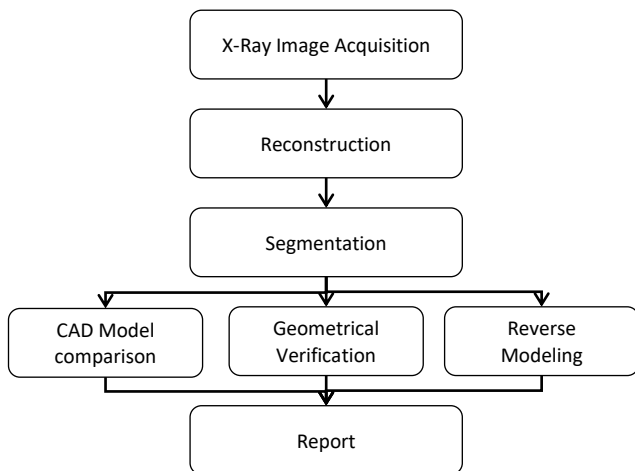 X-Ray Image Acquisition
Reconstruction
Segmentation
CAD Model
comparison
Geometrical
Verification
Reverse
Modeling
Report